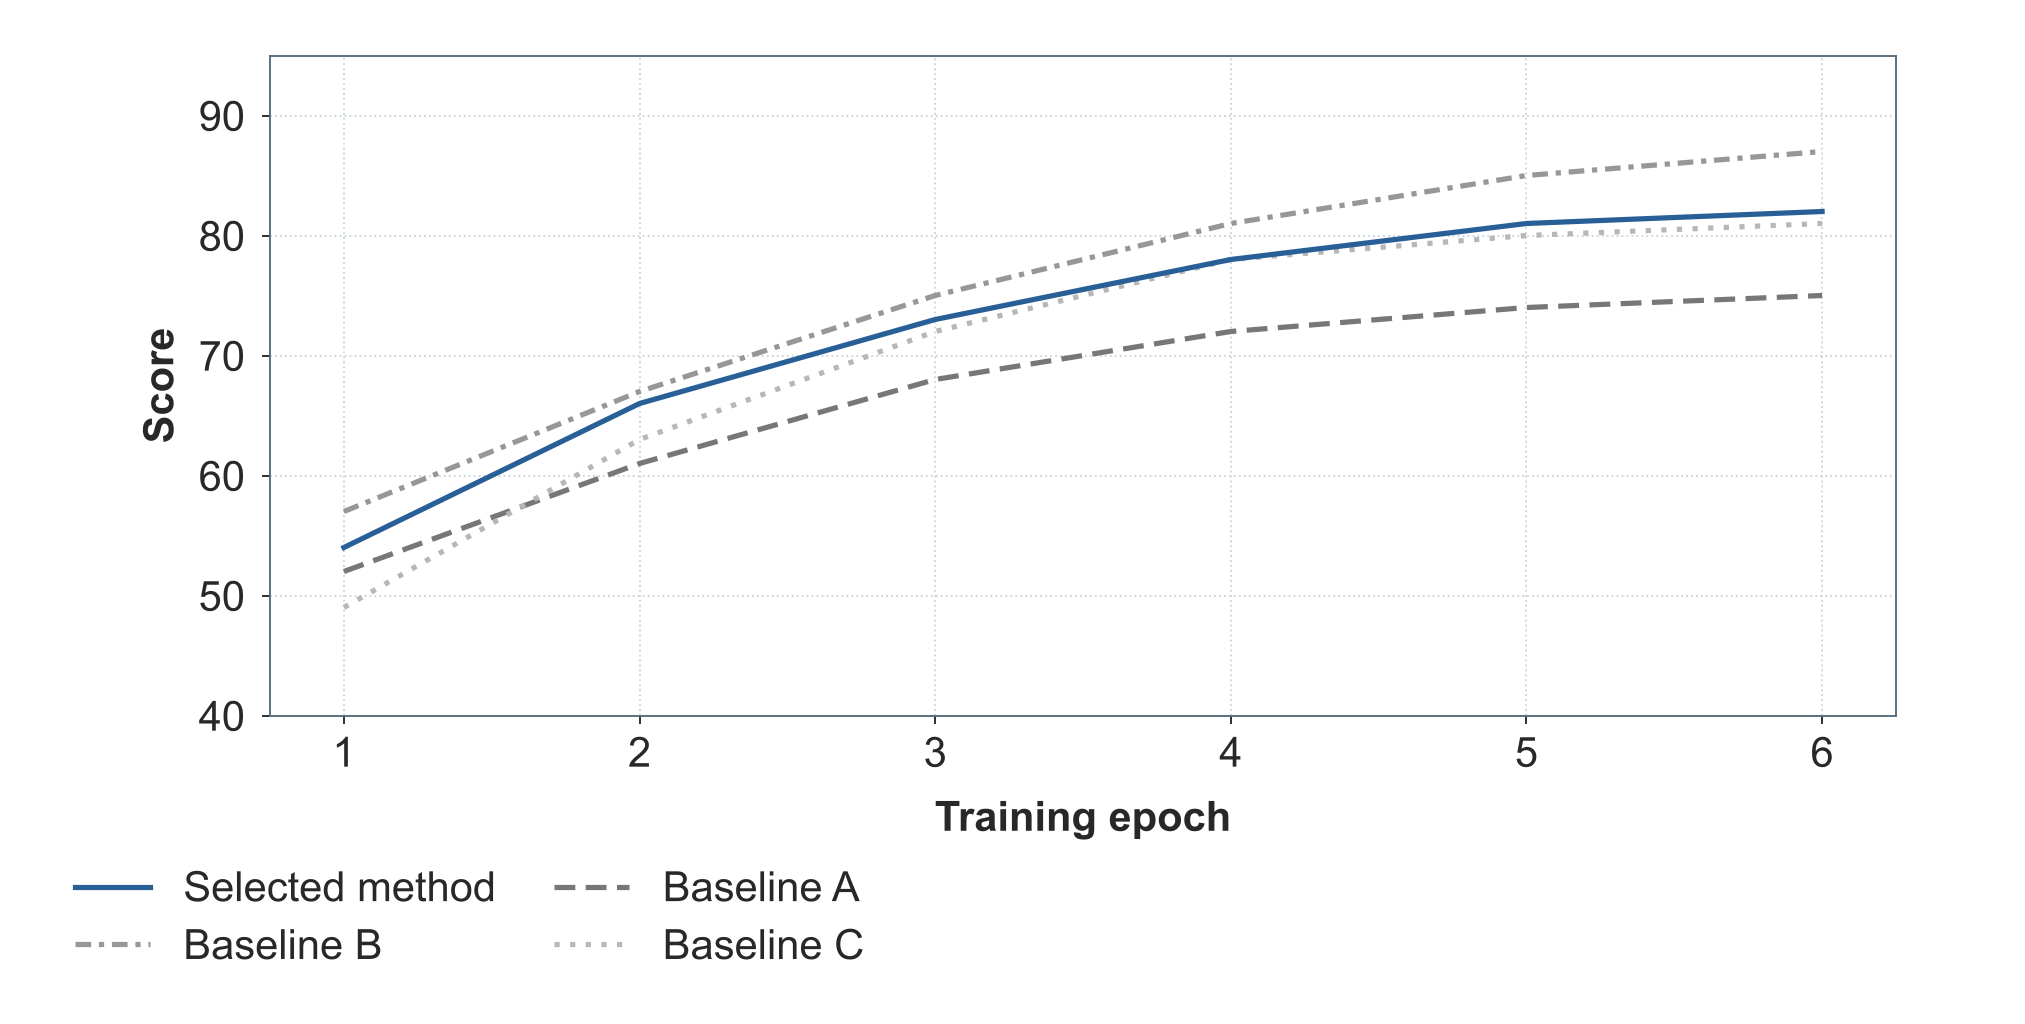 90
80
70
60
50
40
Score
1 2 3 4 5 6
Training epoch
Selected method Baseline A
Baseline B Baseline C